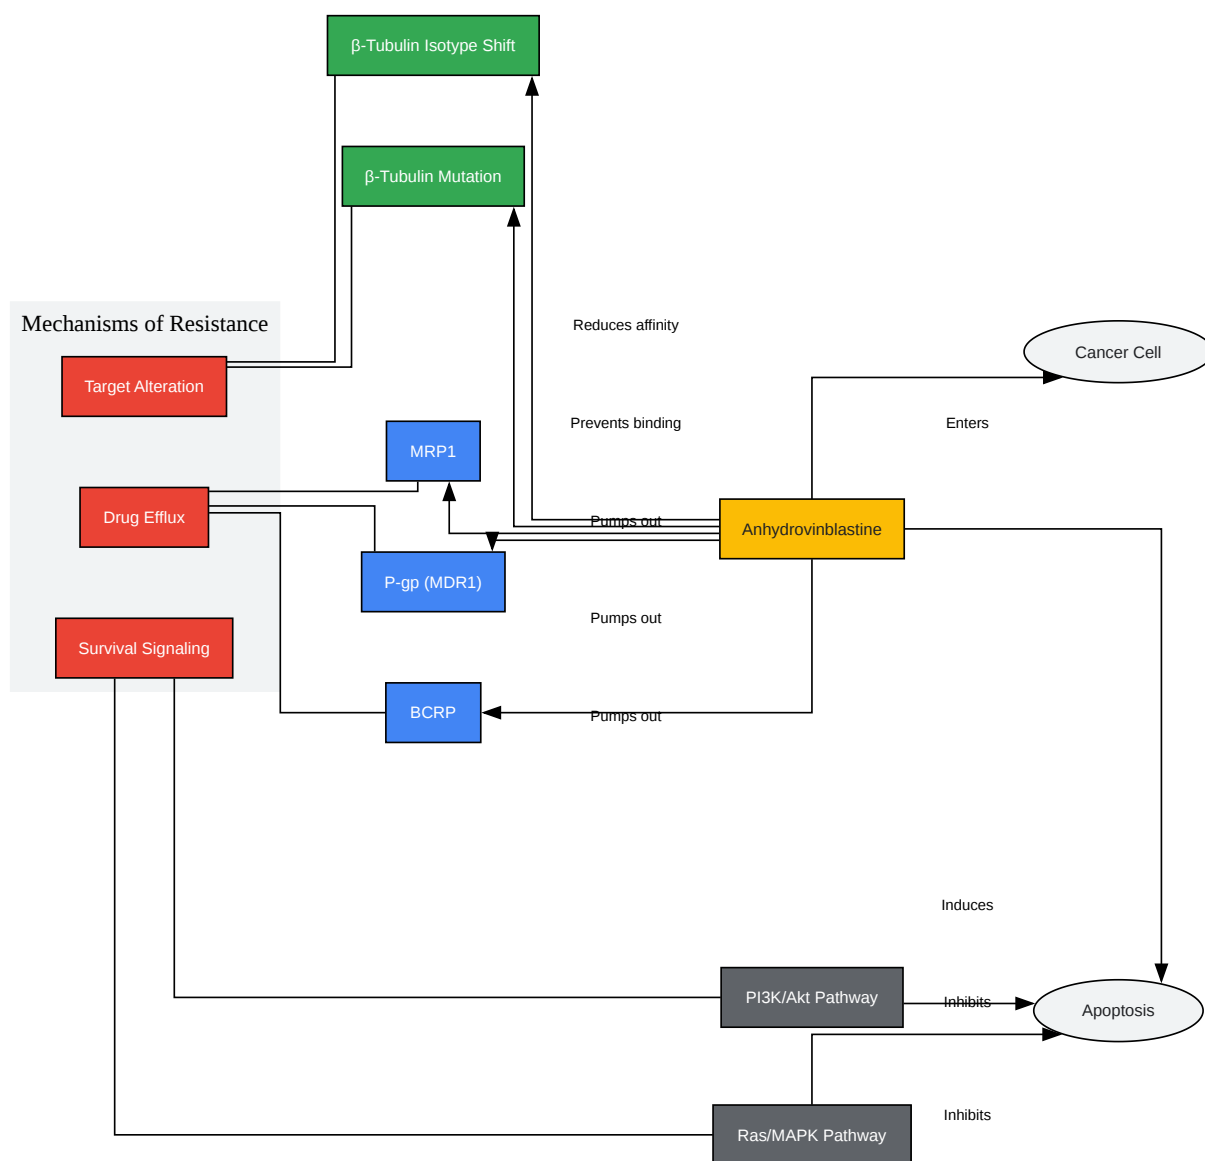 β-Tubulin Isotype Shift
β-Tubulin Mutation
Mechanisms of Resistance
Reduces affinity
Cancer Cell
Target Alteration
Prevents binding
Enters
MRP1
Drug Efflux
Pumps out
Anhydrovinblastine
P-gp (MDR1)
Pumps out
Survival Signaling
BCRP
Pumps out
Induces
PI3K/Akt Pathway
Inhibits
Apoptosis
Inhibits
Ras/MAPK Pathway